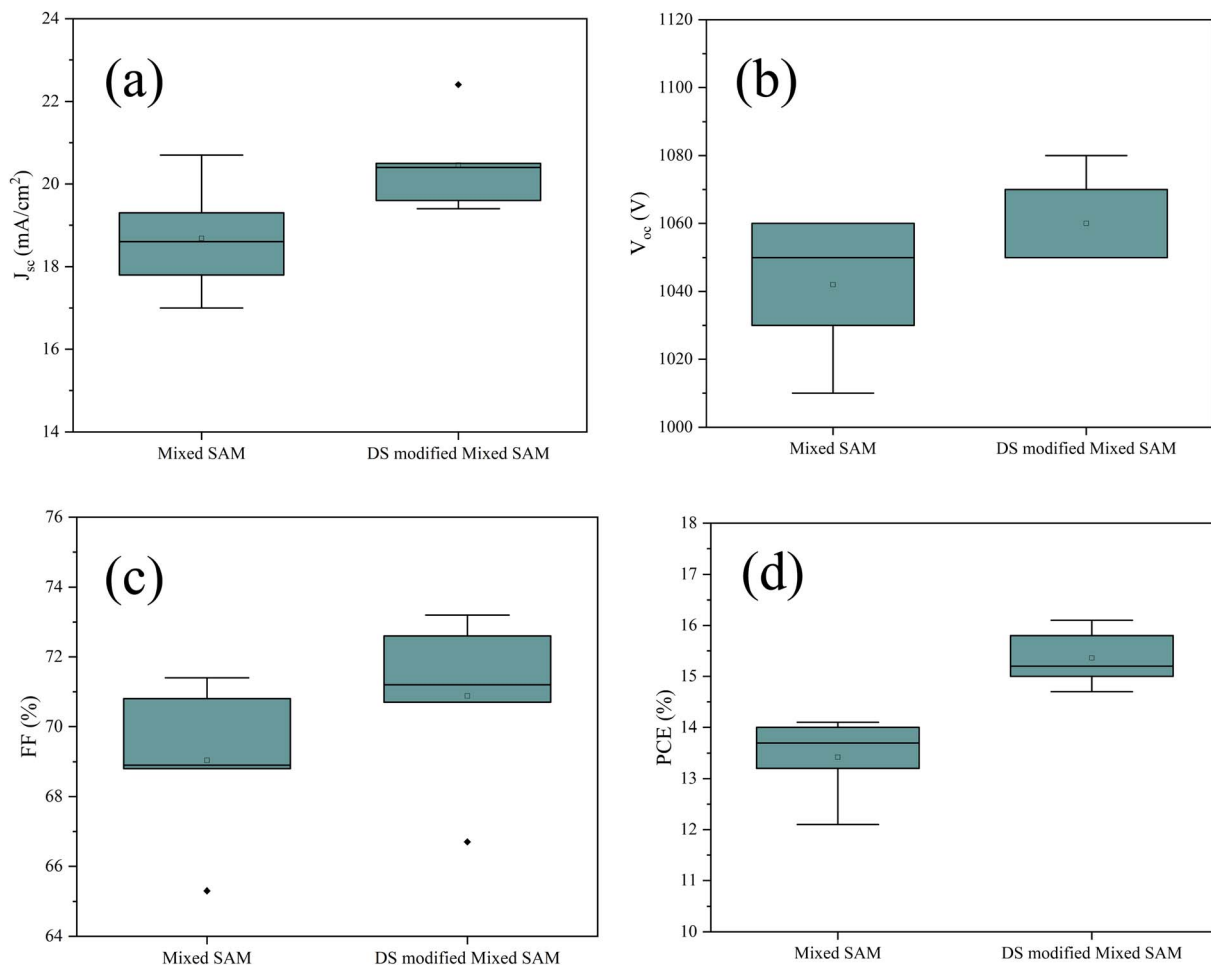 (a)
J_sc (mA/cm²)
24
22
20
18
16
14
Mixed SAM
DS modified Mixed SAM
(b)
V_oc (V)
1120
1100
1080
1060
1040
1020
1000
Mixed SAM
DS modified Mixed SAM
(c)
FF (%)
76
74
72
70
68
66
64
Mixed SAM
DS modified Mixed SAM
(d)
PCE (%)
18
17
16
15
14
13
12
11
10
Mixed SAM
DS modified Mixed SAM